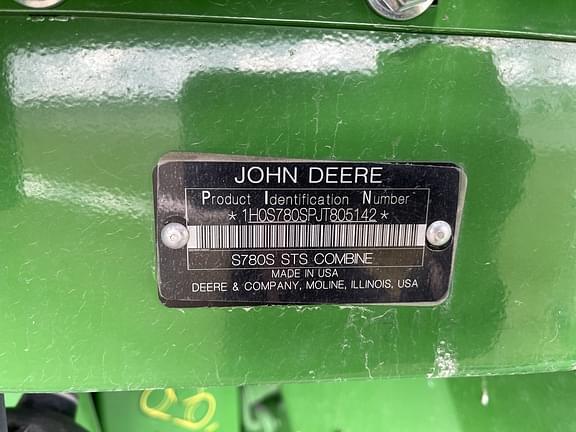 JOHN DEERE
Product Identification Number
*1H0S780SPJT805142*
S780S STS COMBINE
MADE IN USA
DEERE & COMPANY, MOLINE, ILLINOIS, USA